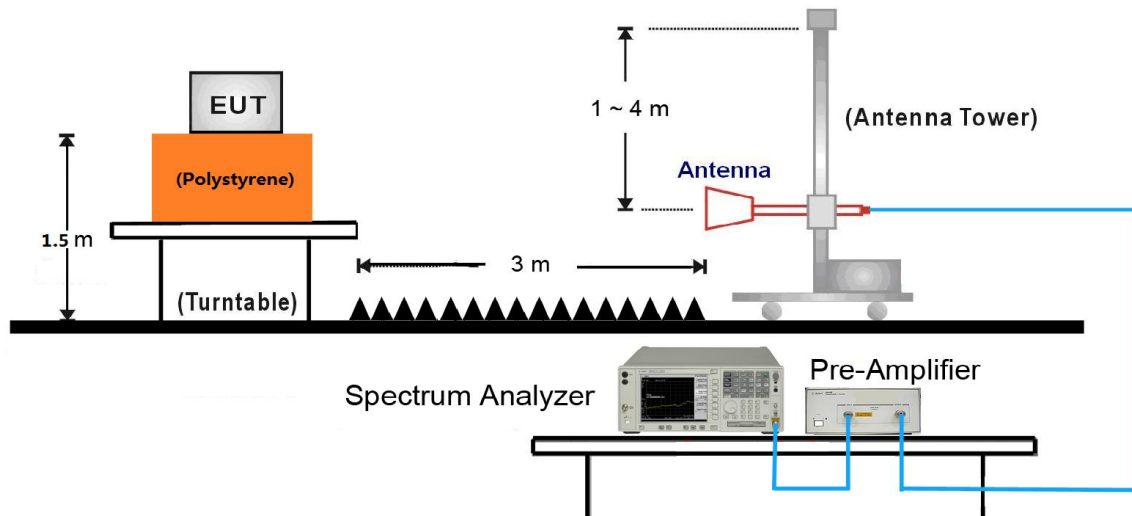 EUT
1 ~ 4 m
(Antenna Tower)
Antenna
(Polystyrene)
1.5 m
3 m
(Turntable)
Pre-Amplifier
Spectrum Analyzer